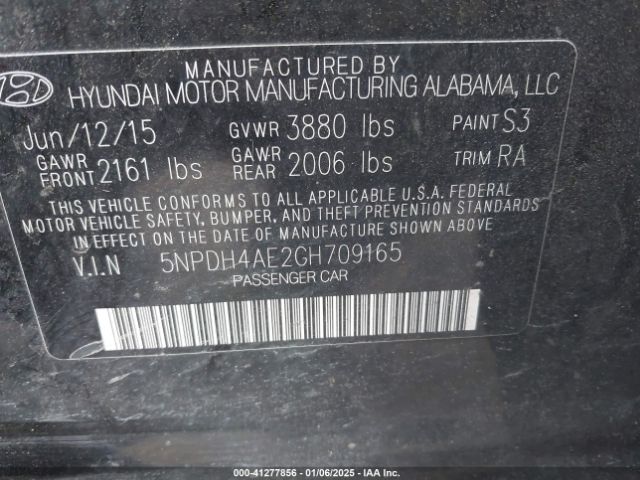 MANUFACTURED BY
HYUNDAI MOTOR MANUFACTURING ALABAMA, LLC
Jun/12/15 GVWR 3880 lbs PAINT S3
GAWR FRONT 2161 lbs GAWR REAR 2006 lbs TRIM RA
THIS VEHICLE CONFORMS TO ALL APPLICABLE U.S.A. FEDERAL
MOTOR VEHICLE SAFETY, BUMPER, AND THEFT PREVENTION STANDARDS
IN EFFECT ON THE DATE OF MANUFACTURE SHOWN ABOVE
V.I.N 5NPDH4AE2GH709165
PASSENGER CAR
VIN ONLY - 41277856 - 01/06/2025 - IAA Inc.